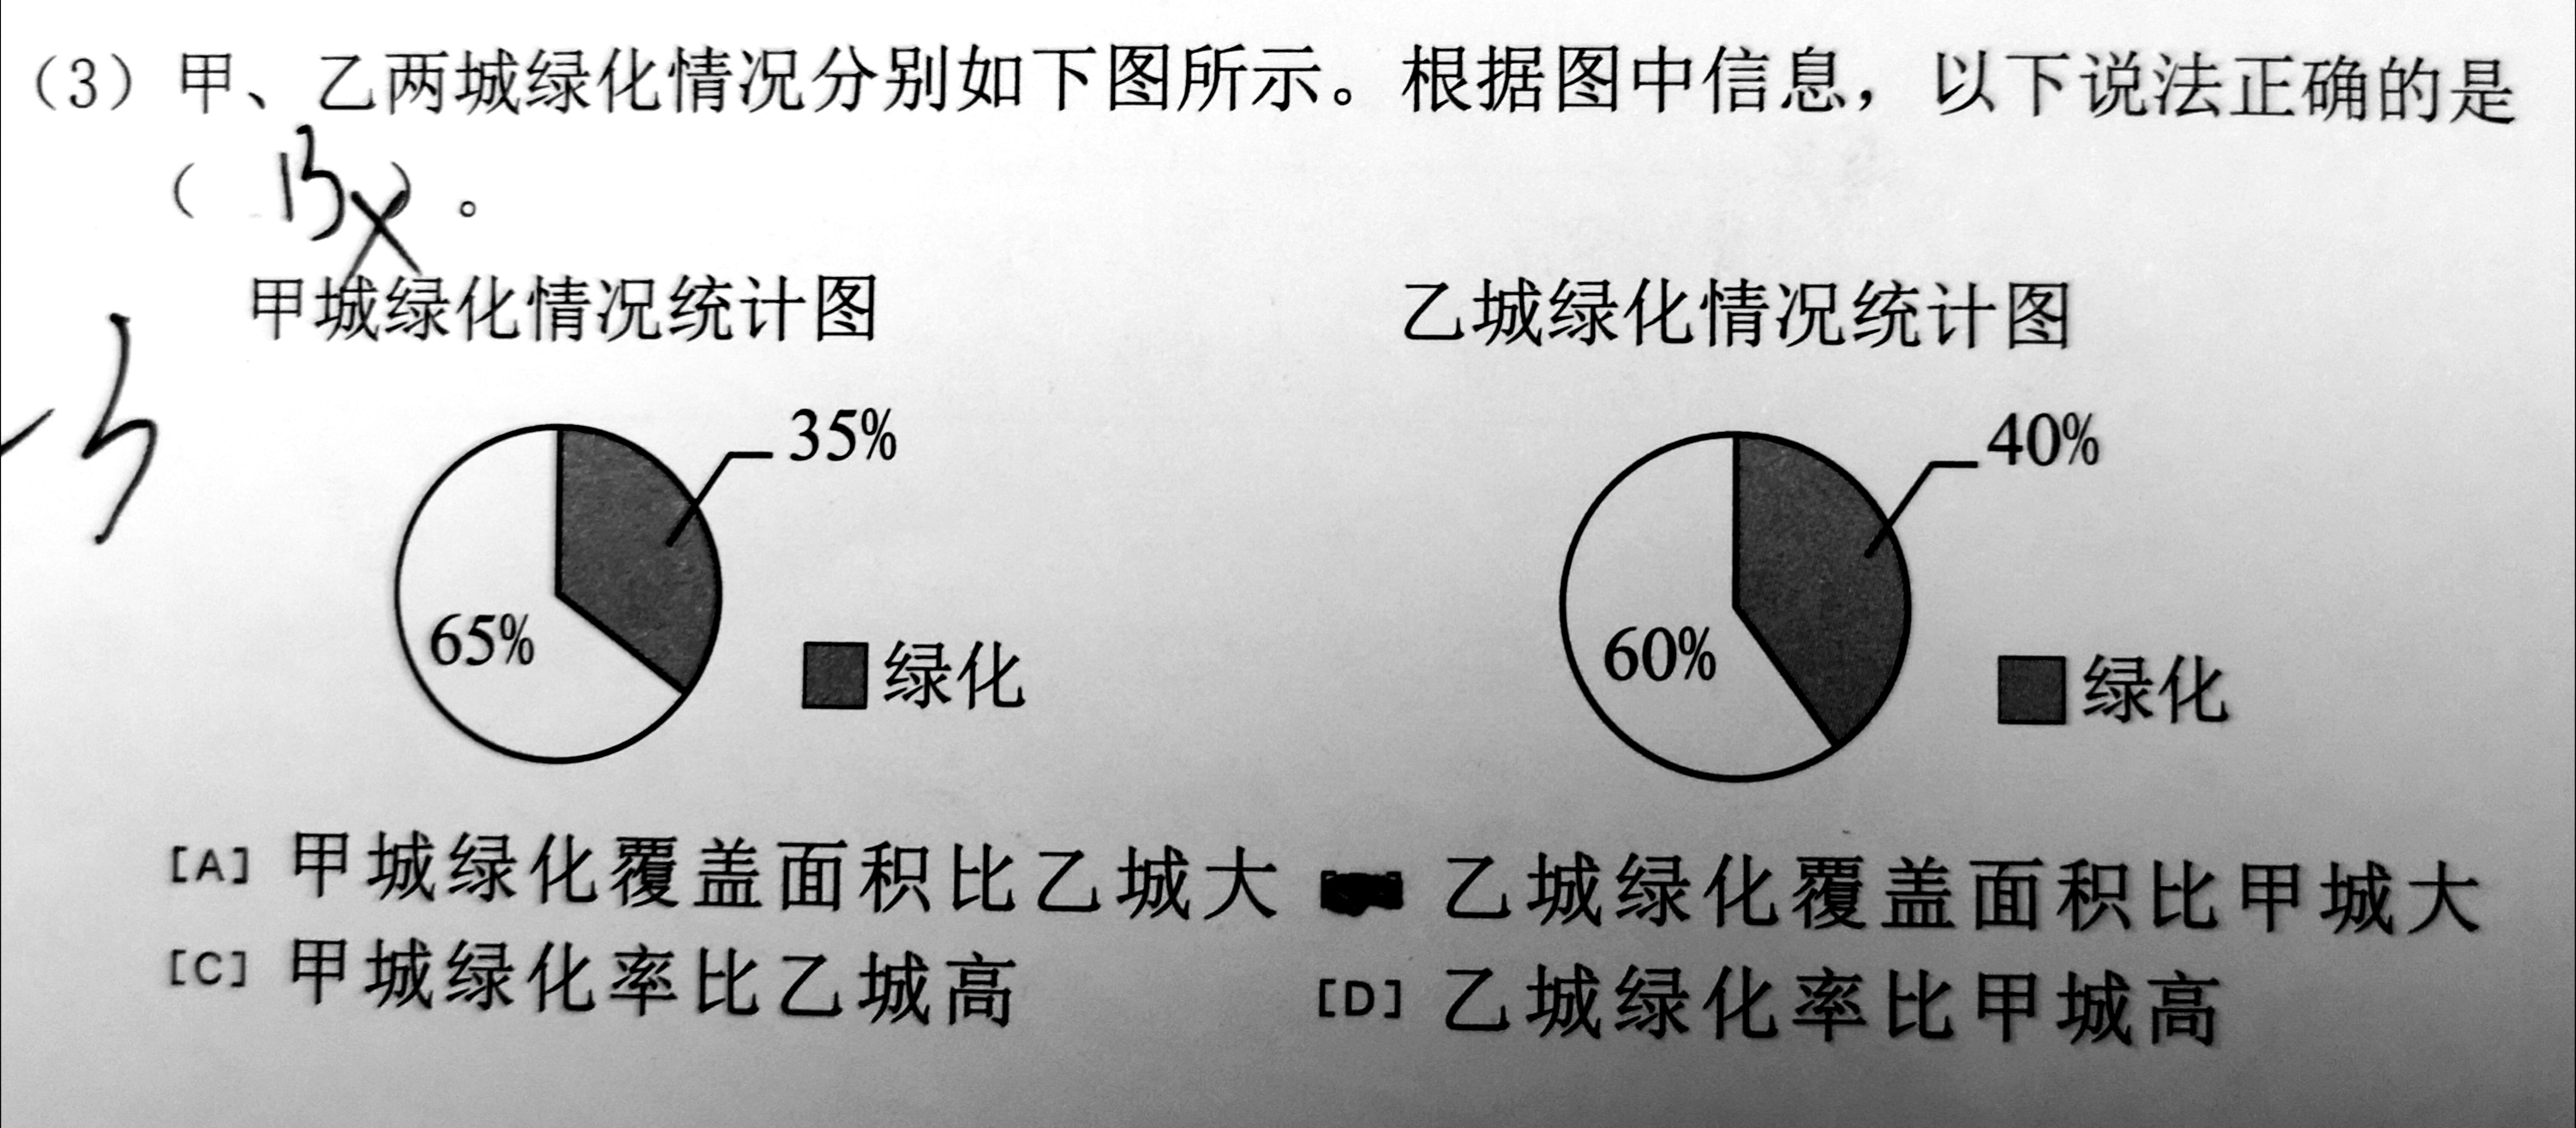 （3）甲、乙两城绿化情况分别如下图所示。根据图中信息，以下说法正确的是
（ B ）。
甲城绿化情况统计图
乙城绿化情况统计图
35%
65%
绿化
40%
60%
绿化
[A] 甲城绿化覆盖面积比乙城大
乙城绿化覆盖面积比甲城大
[C] 甲城绿化率比乙城高
[D] 乙城绿化率比甲城高